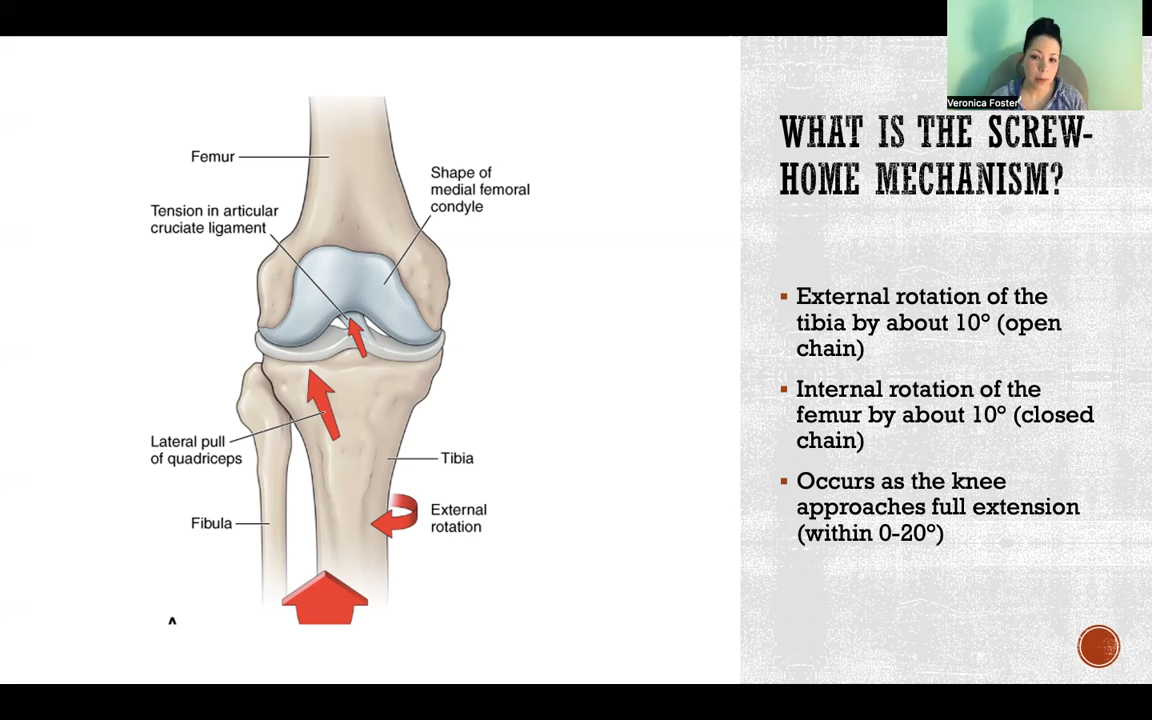 Veronica Foster
WHAT IS THE SCREW-
HOME MECHANISM?
Femur
Shape of
medial femoral
condyle
Tension in articular
cruciate ligament
Lateral pull
of quadriceps
Tibia
Fibula
External
rotation
A
▪ External rotation of the
tibia by about 10° (open
chain)
▪ Internal rotation of the
femur by about 10° (closed
chain)
▪ Occurs as the knee
approaches full extension
(within 0-20°)